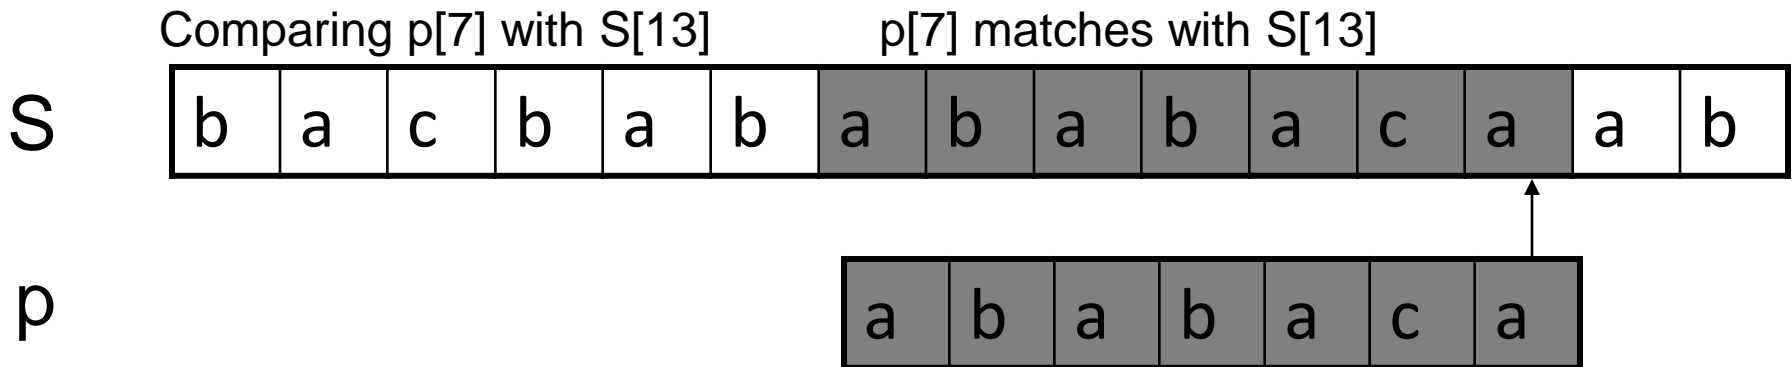 Comparing p[7] with S[13] p[7] matches with S[13]
S b a c b a b a b a b a c a a b
p a b a b a c a